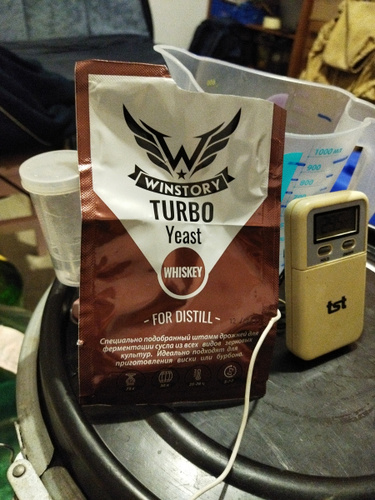 W
WINSTORY
TURBO
Yeast
WHISKEY
- FOR DISTILL -
Специально подобранный штамм дрожжей для
ферментации сусла из всех видов зерновых
культур. Идеально подходит для
приготовления виски или бурбона.
1000 мл
900
800
tst